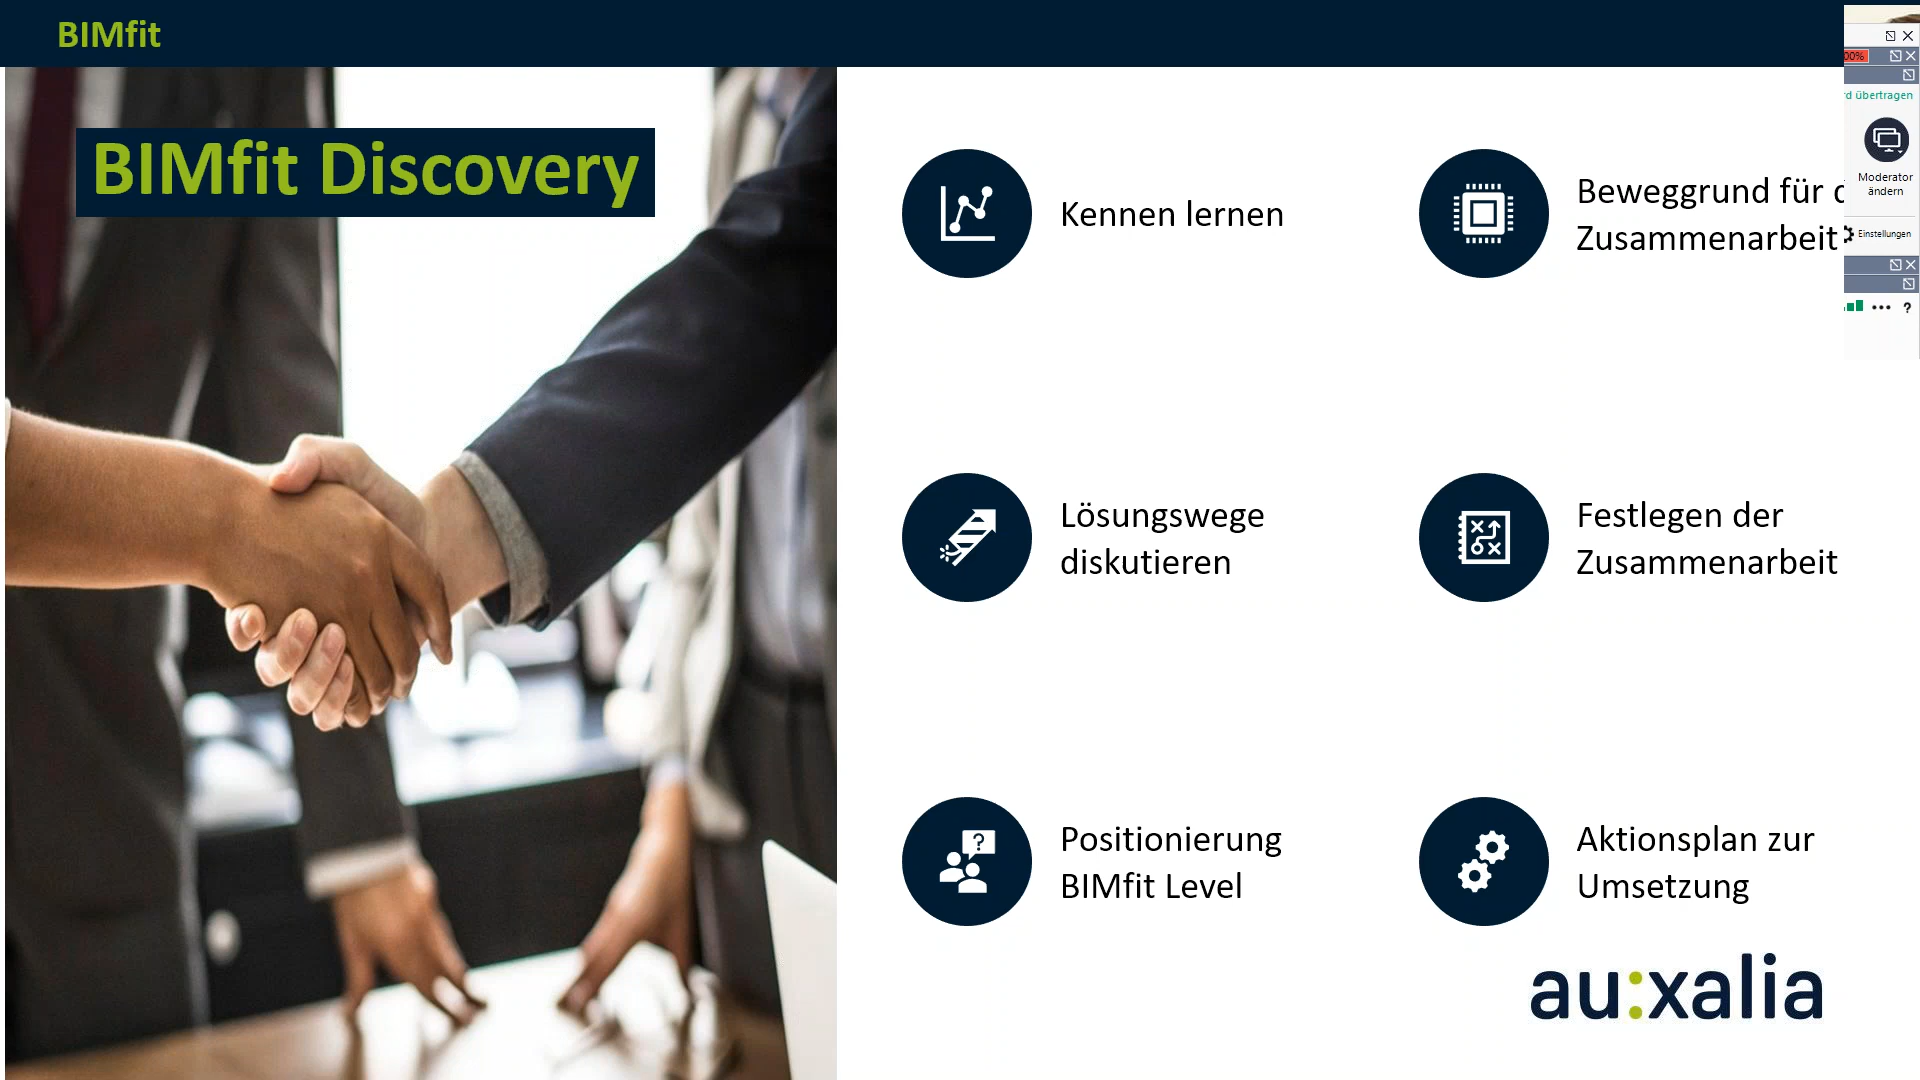 BIMfit
BIMfit Discovery
Kennen lernen
Beweggrund für
Zusammenarbeit
Lösungswege
diskutieren
Festlegen der
Zusammenarbeit
Positionierung
BIMfit Level
Aktionsplan zur
Umsetzung
au:xalia
00%
übertragen
Moderator
ändern
Einstellungen
?